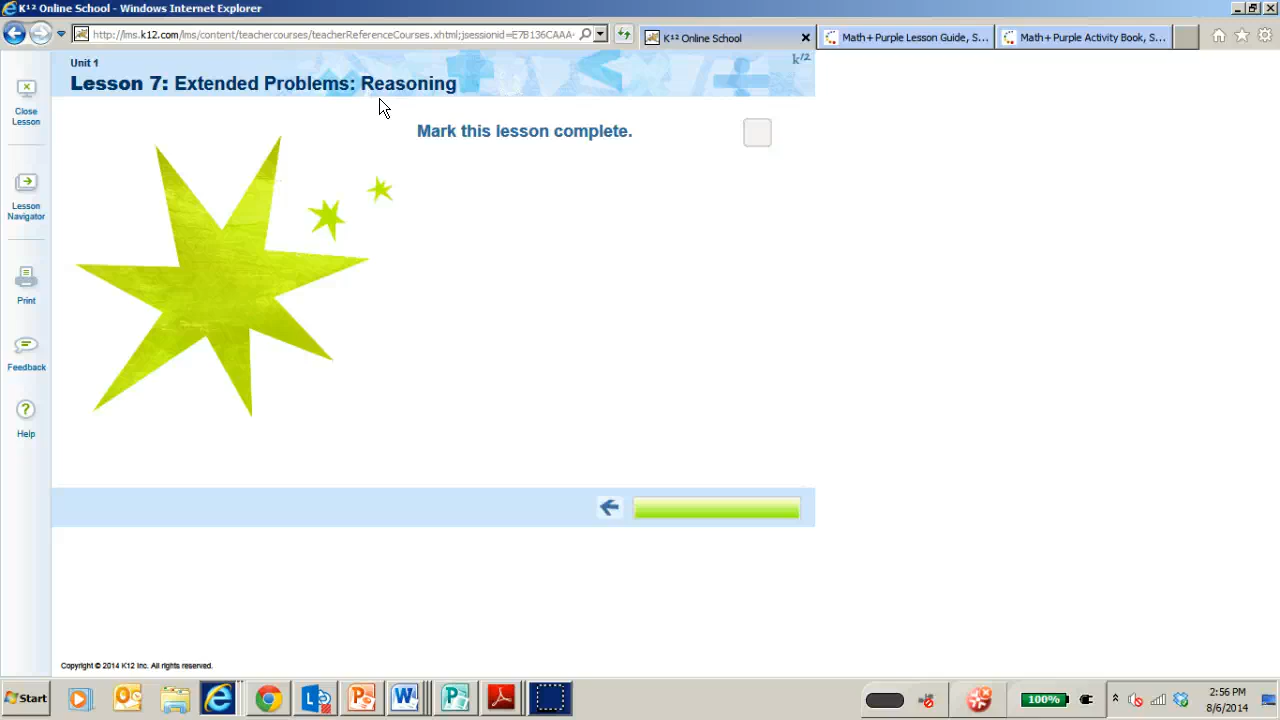 K¹² Online School - Windows Internet Explorer
http://lms.k12.com/lms/content/teachercourses/teacherReferenceCourses.xhtml;jsessionid=E7B136CAAA
K¹² Online School
Math+ Purple Lesson Guide, S...
Math+ Purple Activity Book, S...
Unit 1
k¹²
Lesson 7: Extended Problems: Reasoning
Close Lesson
Mark this lesson complete.
Lesson Navigator
Print
Feedback
? Help
Copyright © 2014 K12 Inc. All rights reserved.
Start
100%
2:56 PM
8/6/2014